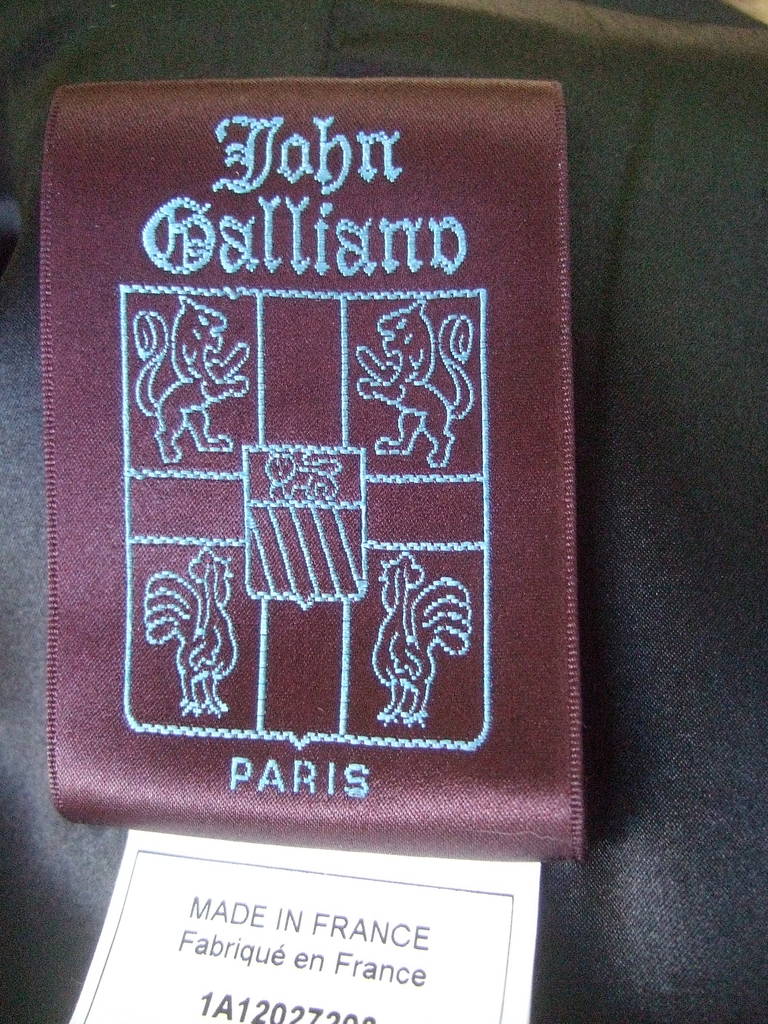 John
Galliano
PARIS
MADE IN FRANCE
Fabriqué en France